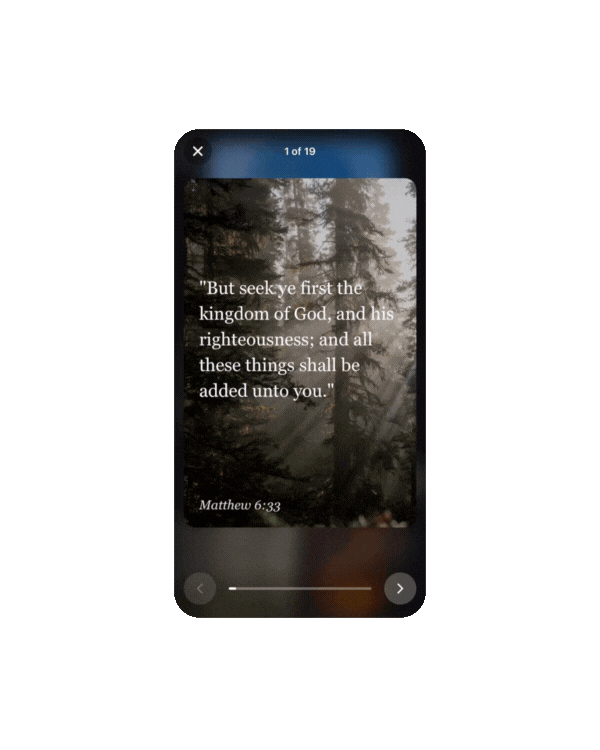 1 of 19
"But seek ye first the
kingdom of God, and his
righteousness; and all
these things shall be
added unto you."
Matthew 6:33